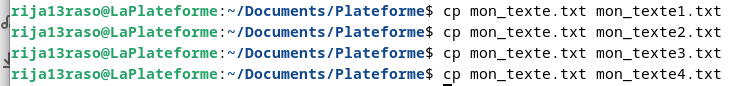 rija13raso@LaPlateforme:~/Documents/Plateforme$ cp mon_texte.txt mon_texte1.txt
rija13raso@LaPlateforme:~/Documents/Plateforme$ cp mon_texte.txt mon_texte2.txt
rija13raso@LaPlateforme:~/Documents/Plateforme$ cp mon_texte.txt mon_texte3.txt
rija13raso@LaPlateforme:~/Documents/Plateforme$ cp mon_texte.txt mon_texte4.txt